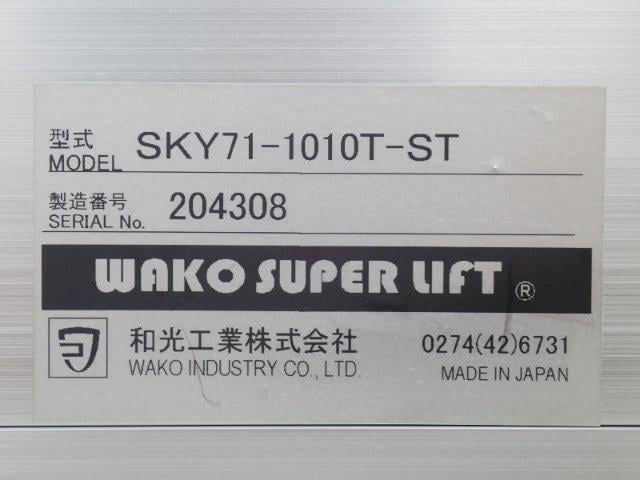 型式
MODEL SKY71-1010T-ST
製造番号
SERIAL No. 204308
WAKO SUPER LIFT ®
和光工業株式会社 0274(42)6731
WAKO INDUSTRY CO., LTD. MADE IN JAPAN